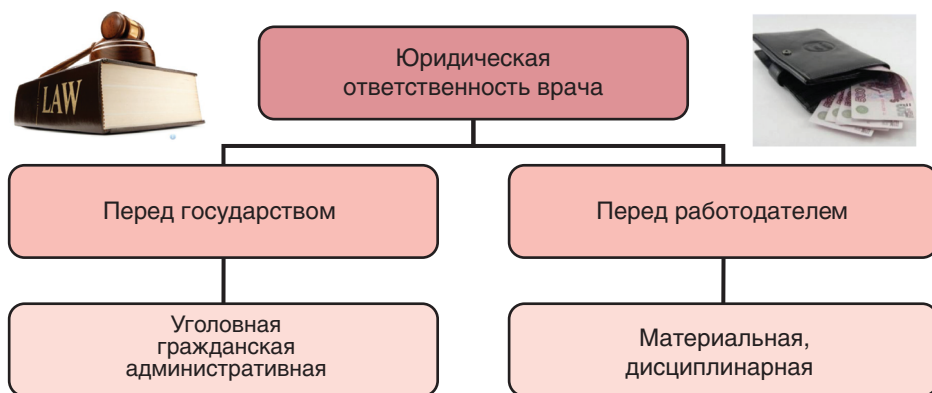 LAW
Юридическая
ответственность врача
Перед государством
Перед работодателем
Уголовная
гражданская
административная
Материальная,
дисциплинарная